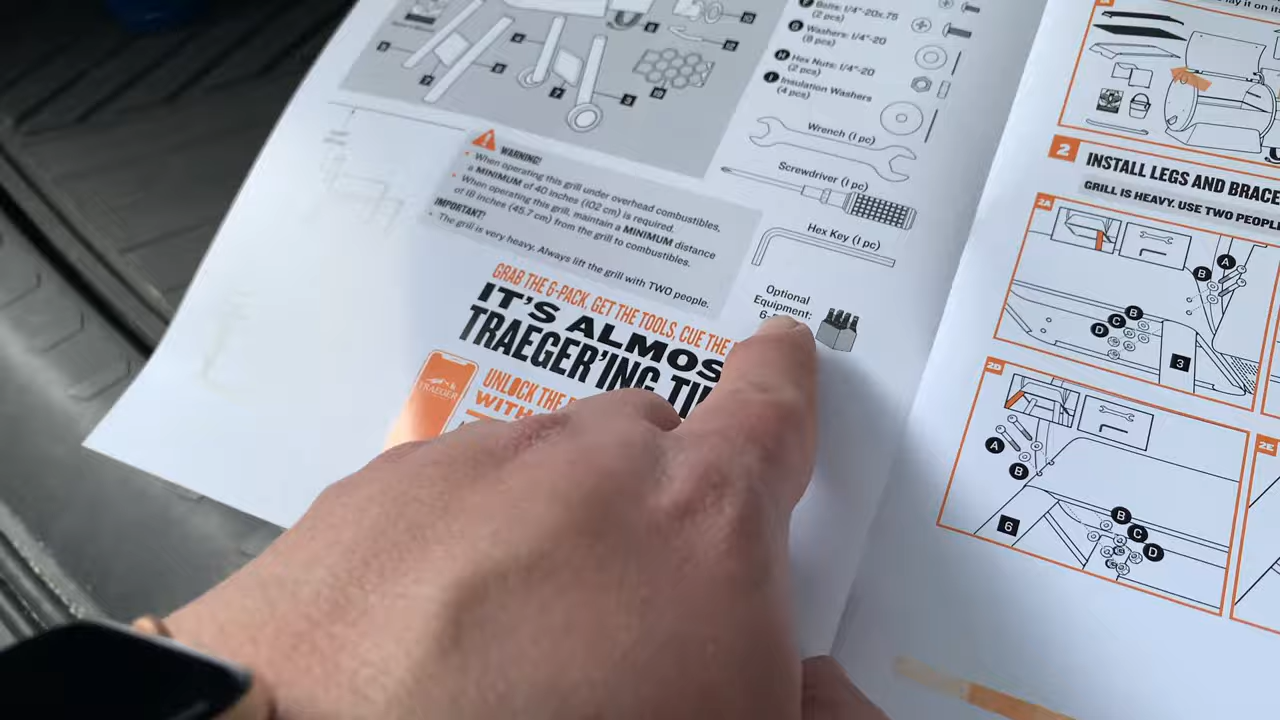 Bolts: 1/4"-20x.75
(2 pcs)
G Washers: 1/4"-20
(8 pcs)
H Hex Nuts: 1/4"-20
(2 pcs)
I Insulation Washers
(4 pcs)
Wrench (1 pc)
Screwdriver (1 pc)
Hex Key (1 pc)
Optional
Equipment:
WARNING!
• When operating this grill under overhead combustibles,
a MINIMUM of 40 inches (102 cm) is required.
• When operating this grill, maintain a MINIMUM distance
of 18 inches (45.7 cm) from the grill to combustibles.
IMPORTANT!
• The grill is very heavy. Always lift the grill with TWO people.
GRAB THE 6-PACK, GET THE TOOLS, CUE THE
IT'S ALMOS
TRAEGER'ING TI
TRAEGER
UNLOCK THE
WITH
2 INSTALL LEGS AND BRACE
GRILL IS HEAVY. USE TWO PEOPL
2A
A
B
B
C
D
3
2D
A
B
B
C
D
6
2E